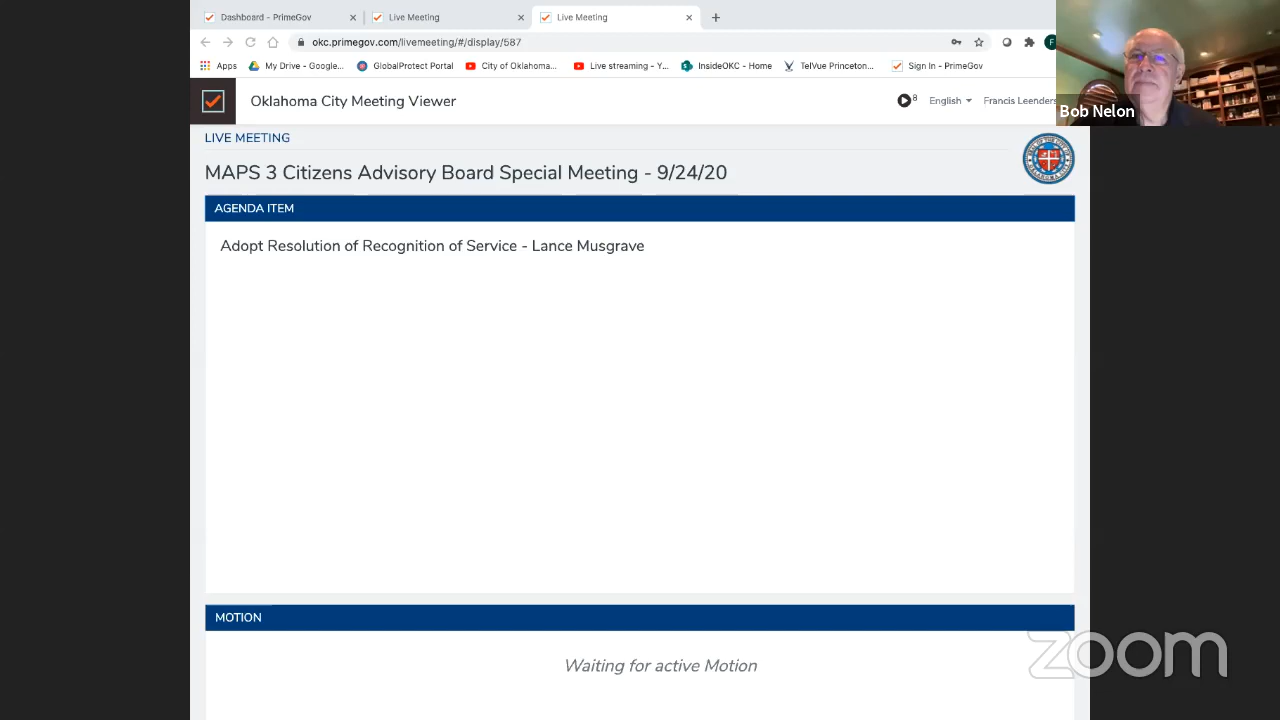 Dashboard - PrimeGov
Live Meeting
Live Meeting
okc.primegov.com/livemeeting/#/display/587
Apps
My Drive - Google...
GlobalProtect Portal
City of Oklahoma...
Live streaming - Y...
InsideOKC - Home
TelVue Princeton...
Sign In - PrimeGov
Oklahoma City Meeting Viewer
8
English
Francis Leenders
Bob Nelon
LIVE MEETING
MAPS 3 Citizens Advisory Board Special Meeting - 9/24/20
AGENDA ITEM
Adopt Resolution of Recognition of Service - Lance Musgrave
MOTION
Waiting for active Motion
zoom